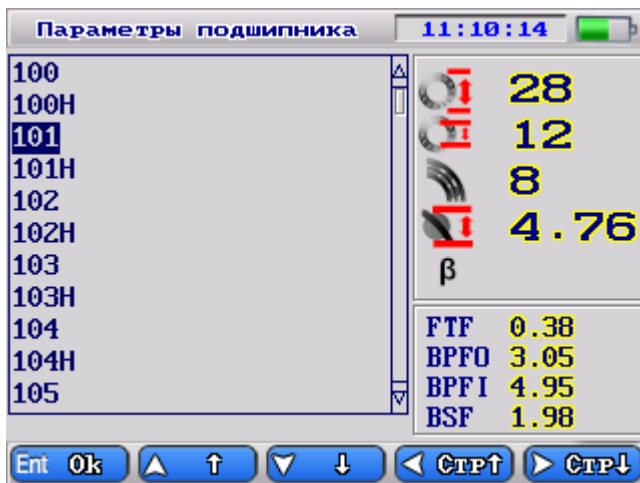 Параметры подшипника 11:10:14
100
100H
101
101H
102
102H
103
103H
104
104H
105
28
12
8
4.76
β
FTF 0.38
BPFO 3.05
BPFI 4.95
BSF 1.98
Ent Ok ↑ ↓ СТР↑ СТР↓